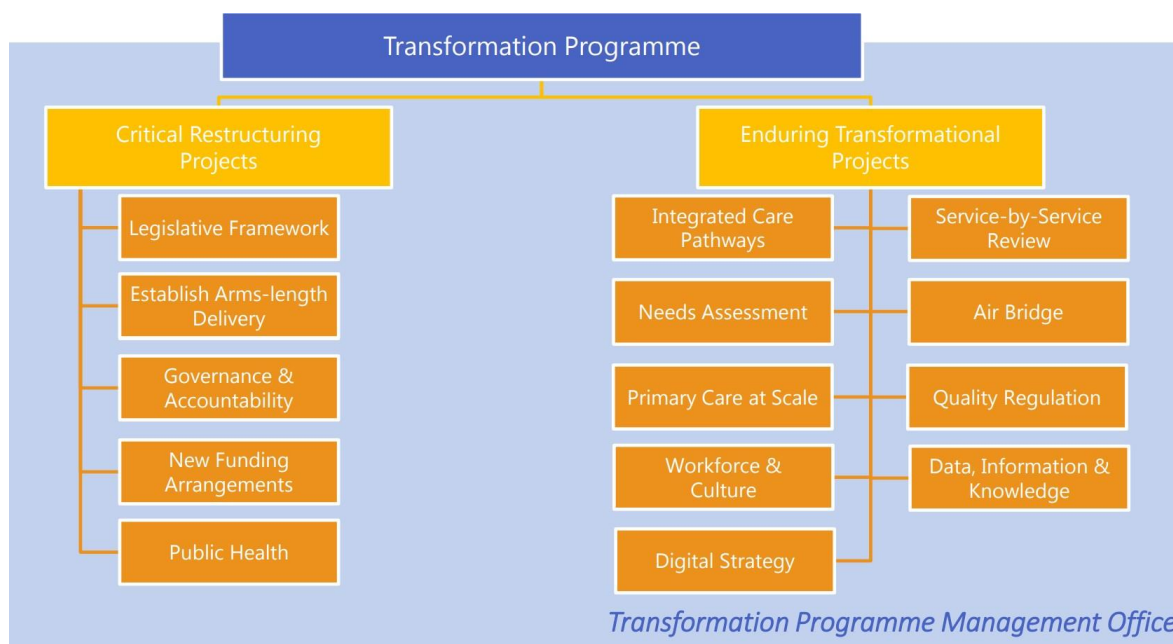 Transformation Programme
Critical Restructuring
Projects
Legislative Framework
Establish Arms-length
Delivery
Governance &
Accountability
New Funding
Arrangements
Public Health
Enduring Transformational
Projects
Integrated Care
Pathways
Service-by-Service
Review
Needs Assessment
Air Bridge
Primary Care at Scale
Quality Regulation
Workforce &
Culture
Data, Information &
Knowledge
Digital Strategy
Transformation Programme Management Office